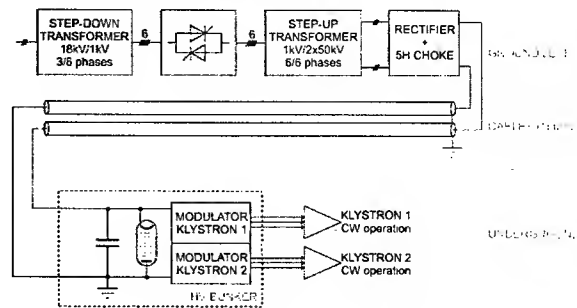 STEP-DOWN
TRANSFORMER
18kV/1kV
3/6 phases
6
6
STEP-UP
TRANSFORMER
1kV/2x50kV
6/6 phases
RECTIFIER
+
5H CHOKE
MODULATOR
KLYSTRON 1
KLYSTRON 1
CW operation
MODULATOR
KLYSTRON 2
KLYSTRON 2
CW operation
BUNKER